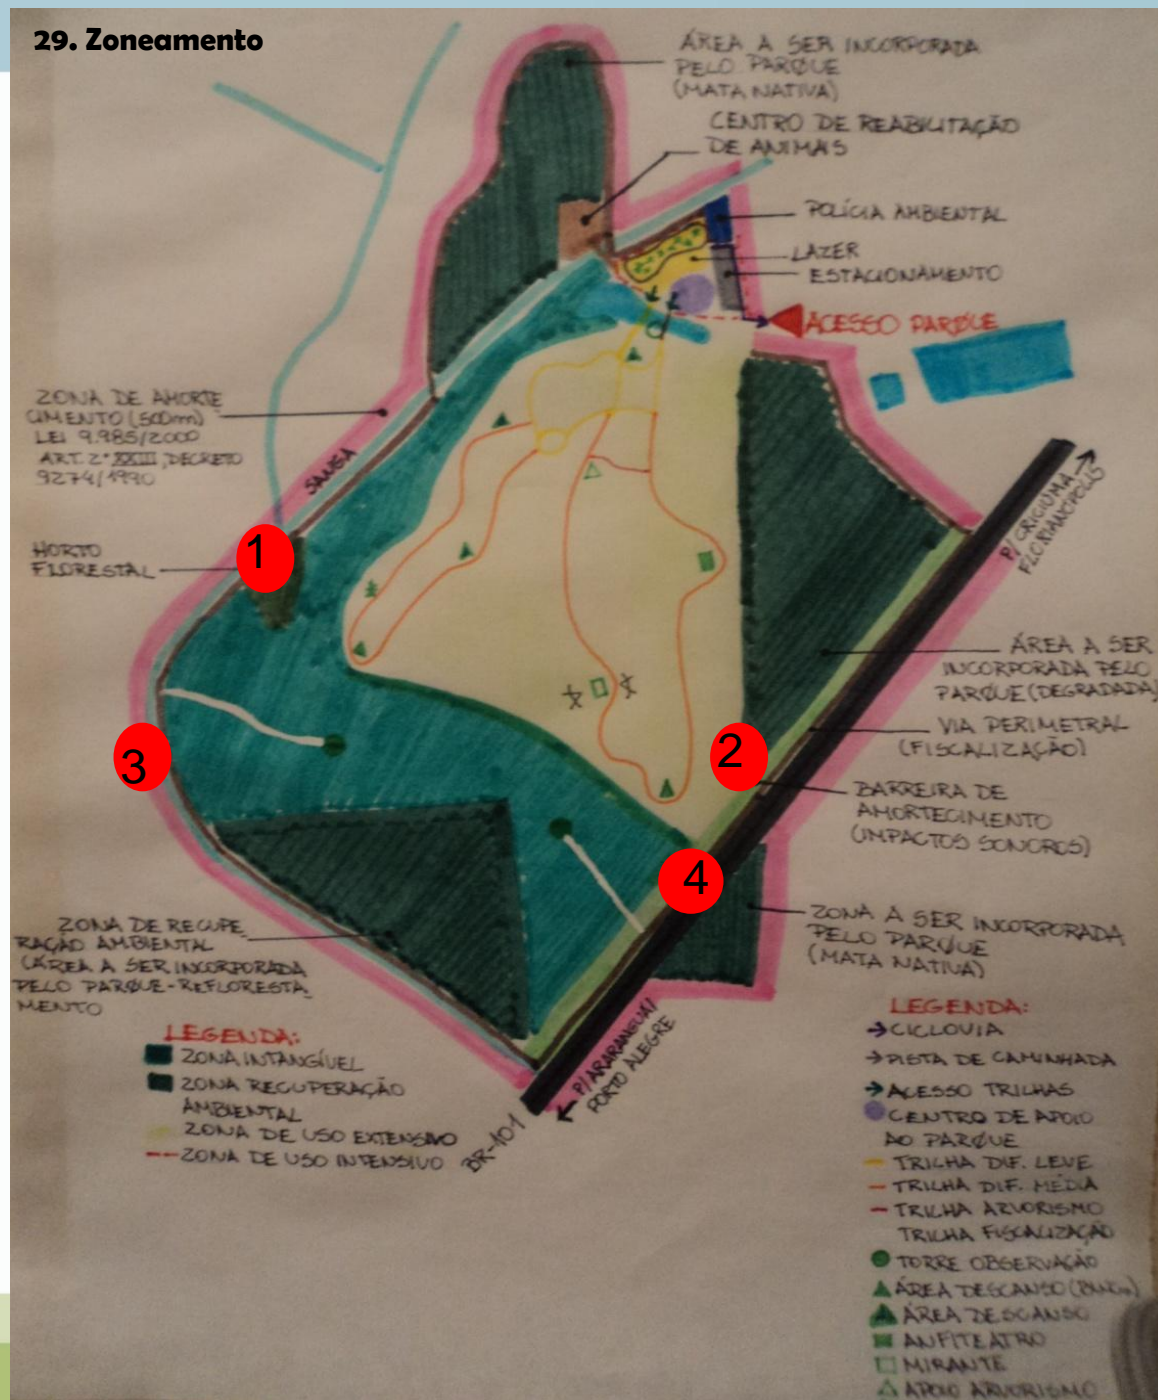 29. Zoneamento
ÁREA A SER INCORPORADA
PELO PARQUE
(MATA NATIVA)
CENTRO DE REABILITAÇÃO
DE ANIMAIS
POLÍCIA AMBIENTAL
LAZER
ESTACIONAMENTO
ACESSO PARQUE
ZONA DE AMORTE
CIMENTO (500m)
LEI 9.985/2000
ART. 2º XVIII, DECRETO
9274/1990
SANGA
HORTO
FLORESTAL
1
P/ CRICIUMA
FLORIANÓPOLIS
ÁREA A SER
INCORPORADA PELO
PARQUE (DEGRADADA)
VIA PERIMETRAL
(FISCALIZAÇÃO)
2
3
BARREIRA DE
AMORTECIMENTO
(IMPACTOS SONOROS)
4
ZONA DE RECUPE
RAÇÃO AMBIENTAL
(ÁREA A SER INCORPORADA
PELO PARQUE-REFLORESTA
MENTO
ZONA A SER INCORPORADA
PELO PARQUE
(MATA NATIVA)
P/ ARARANGUÁ/
PORTO ALEGRE
BR-101
LEGENDA:
ZONA INTANGÍVEL
ZONA RECUPERAÇÃO
AMBIENTAL
ZONA DE USO EXTENSIVO
ZONA DE USO INTENSIVO
LEGENDA:
CICLOVIA
PISTA DE CAMINHADA
ACESSO TRILHAS
CENTRO DE APOIO
AO PARQUE
TRILHA DIF. LEVE
TRILHA DIF. MÉDIA
TRILHA ARVORISMO
TRILHA FISCALIZAÇÃO
TORRE OBSERVAÇÃO
ÁREA DESCANSO
ÁREA DESCANSO
ANFITEATRO
MIRANTE
APOIO ARVORISMO